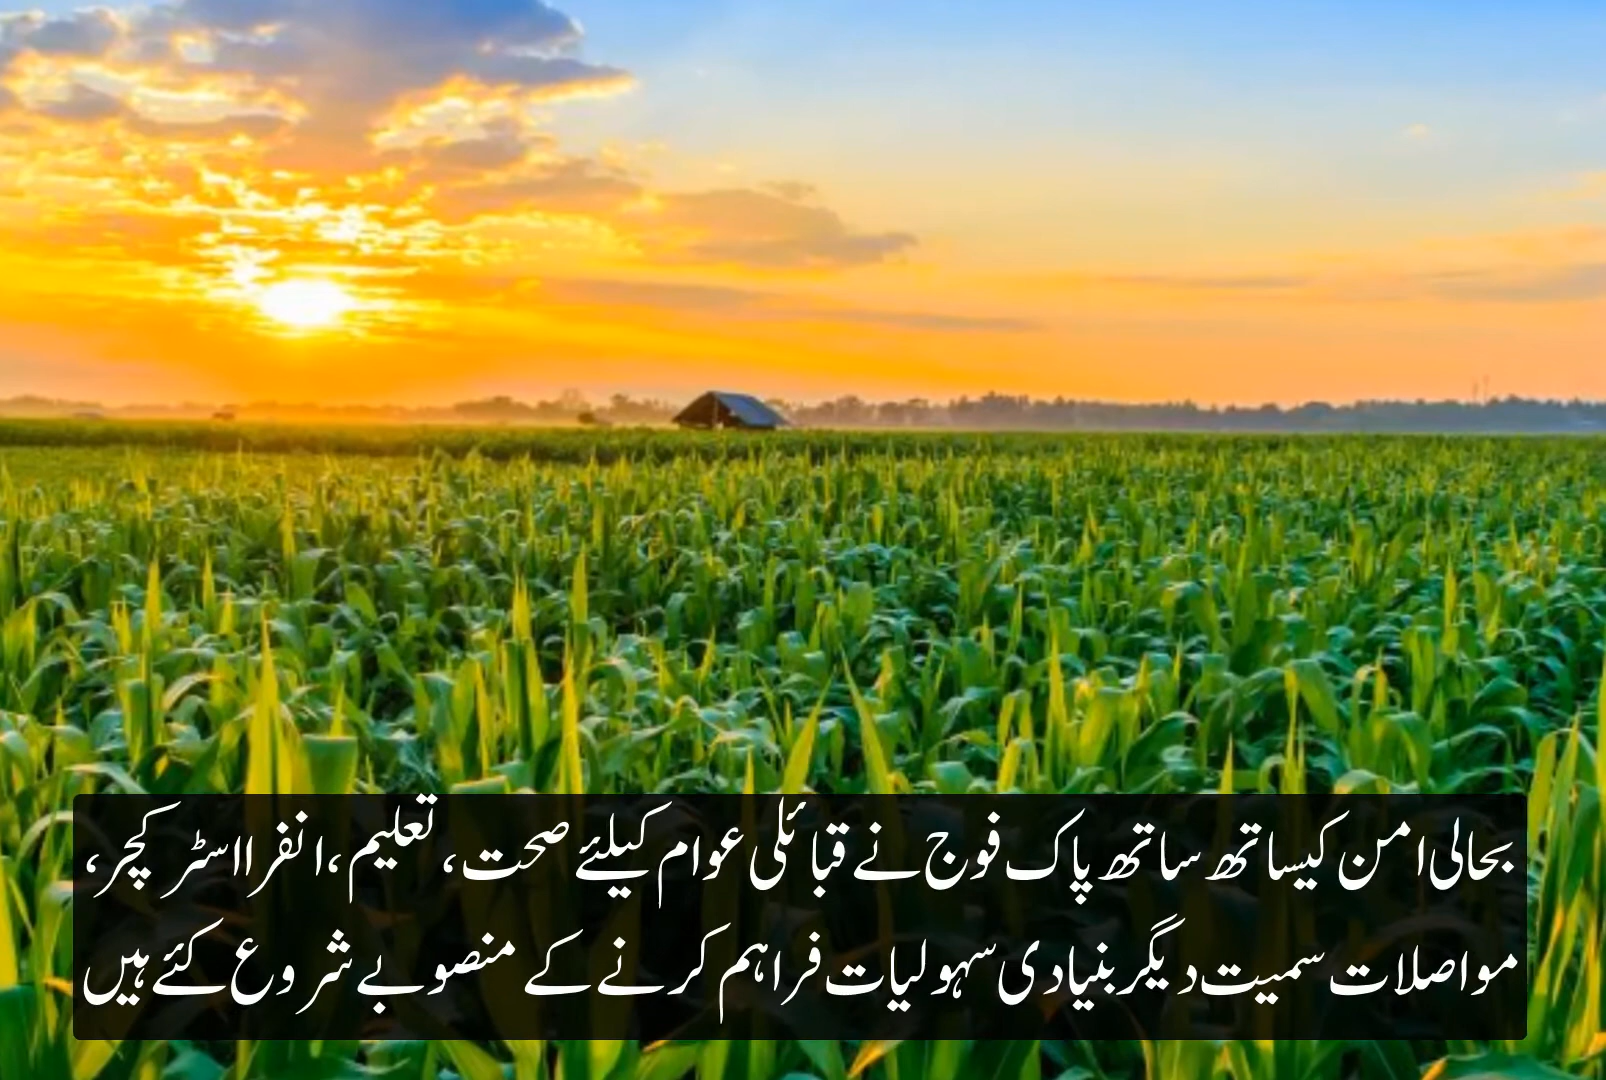 بحالی امن کیساتھ ساتھ پاک فوج نے قبائلی عوام کیلئے صحت، تعلیم،انفرااسٹرکچر،
مواصلات سمیت دیگر بنیادی سہولیات فراہم کرنے کے منصوبے شروع کئے ہیں